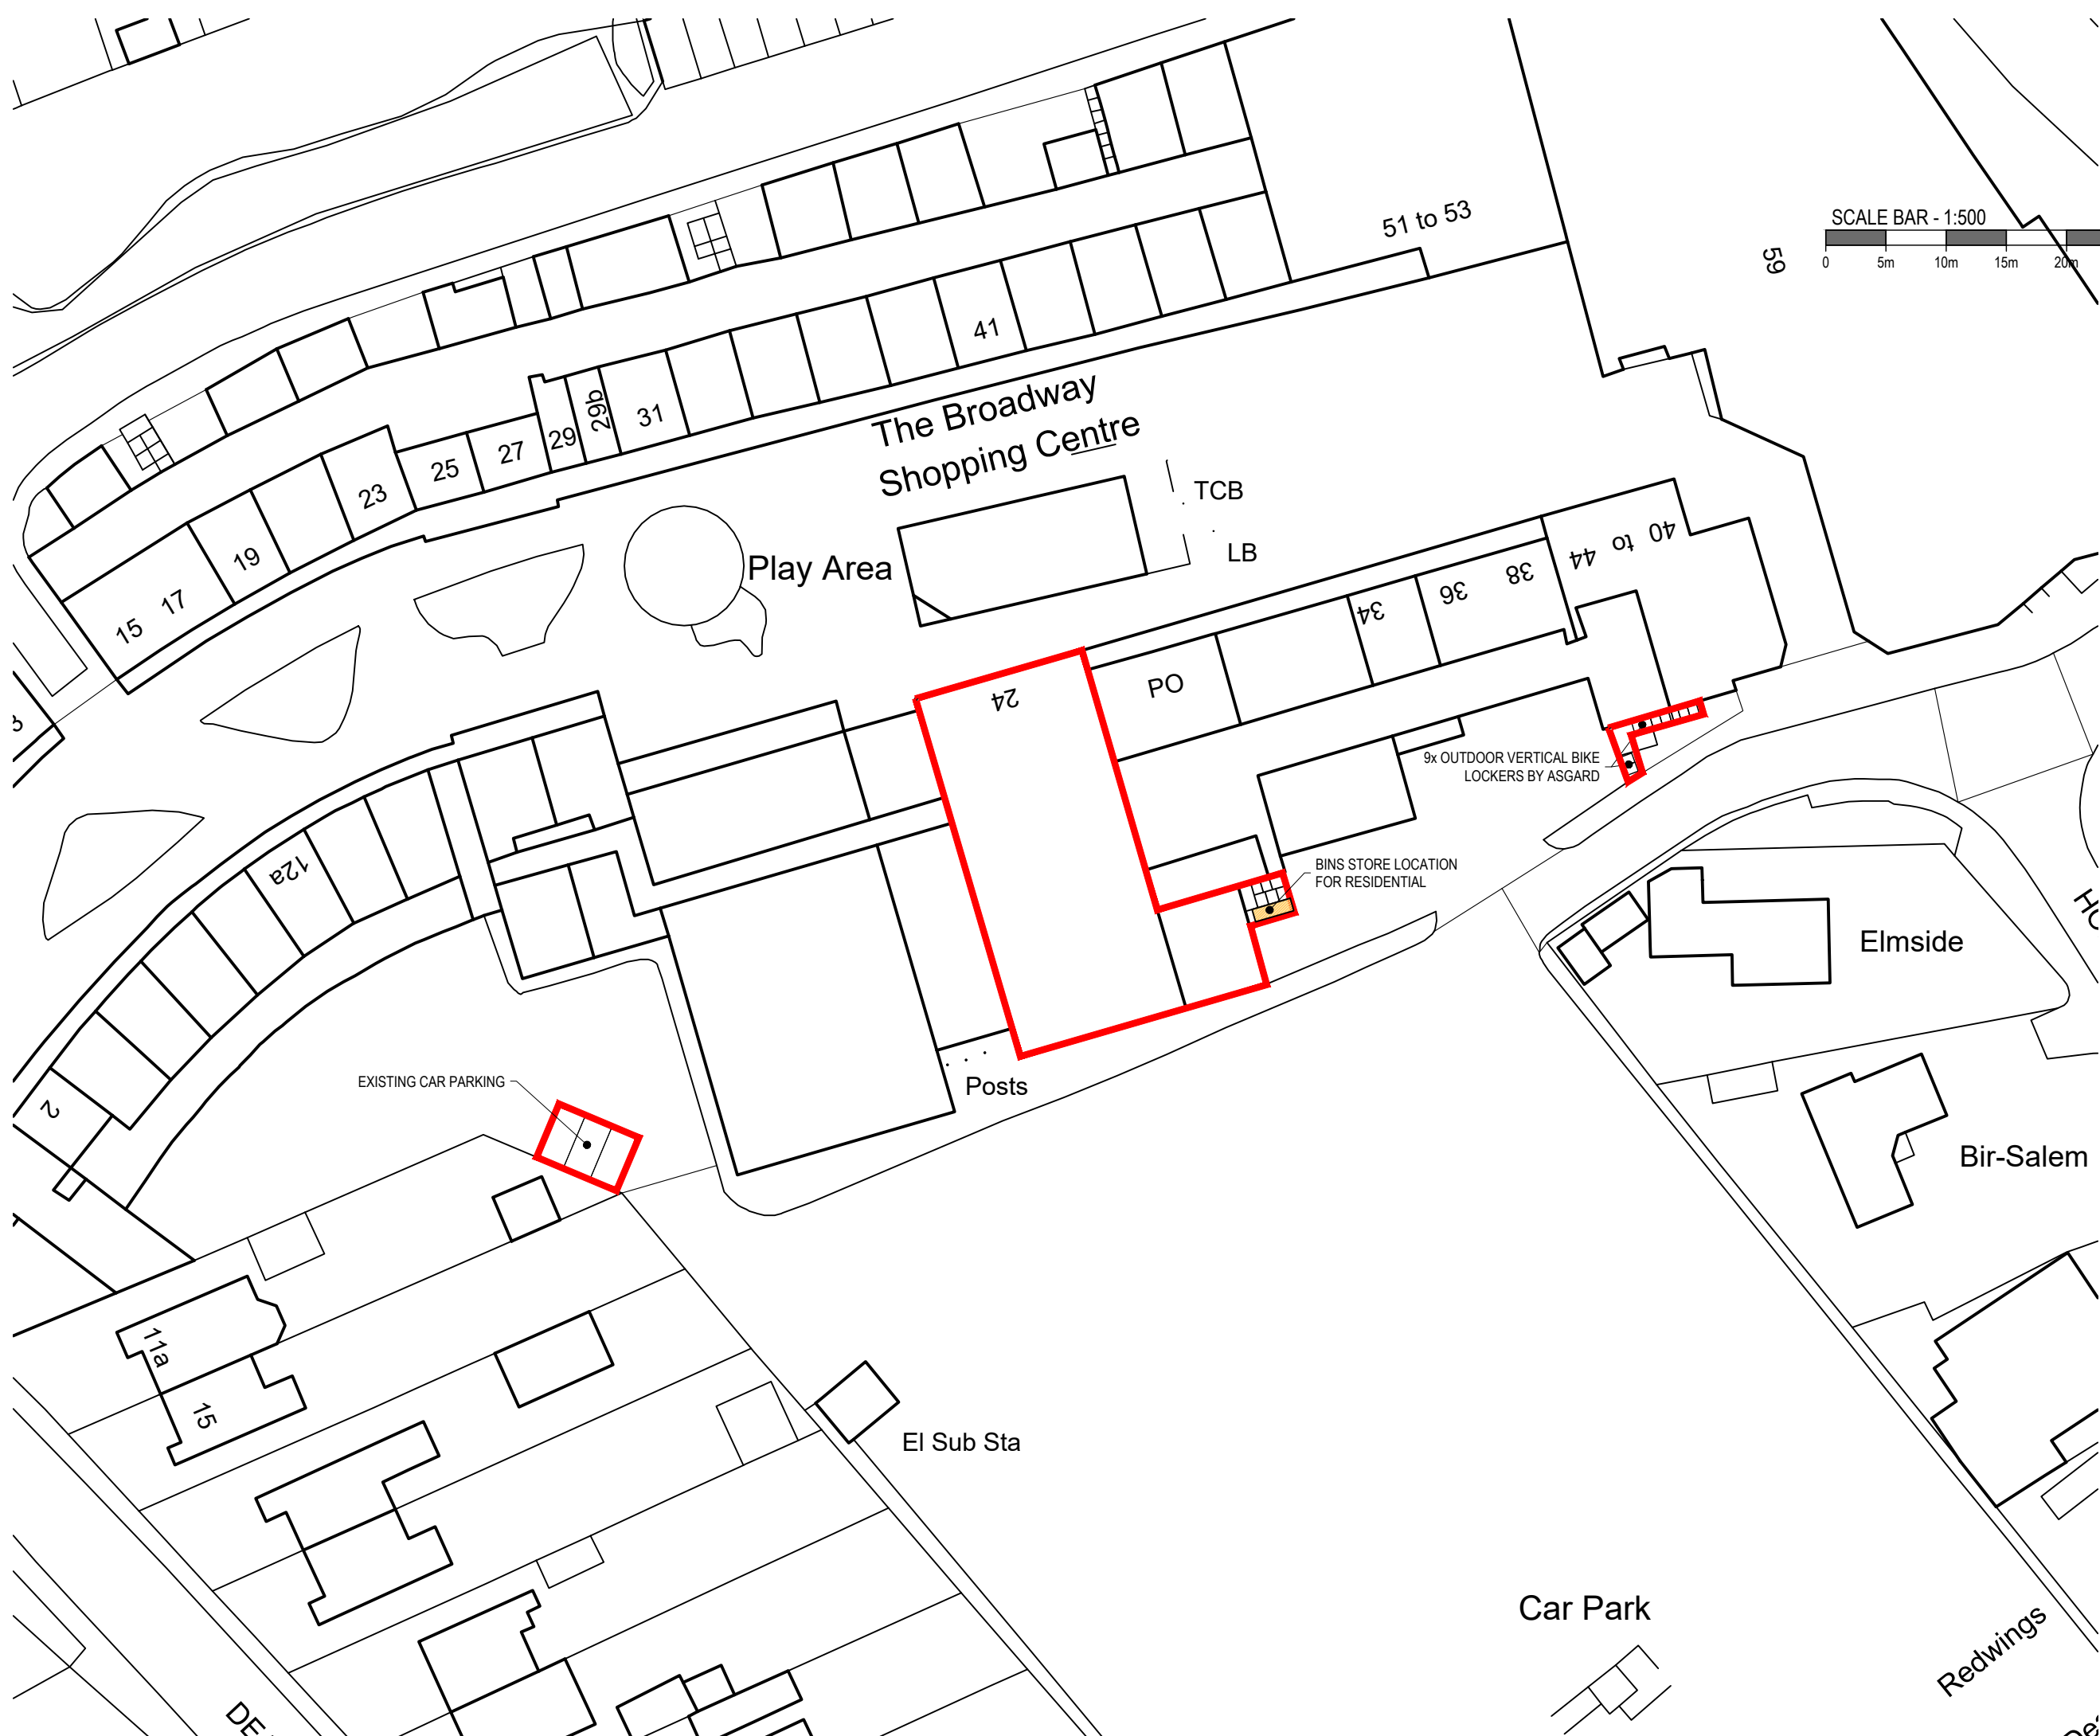 51 to 53
SCALE BAR - 1:500
0 5m 10m 15m 20m
59
41
The Broadway
Shopping Centre
31
29b
29
27
25
23
19
17
15
TCB
LB
Play Area
40 to 44
38
36
34
PO
24
9x OUTDOOR VERTICAL BIKE
LOCKERS BY ASGARD
BINS STORE LOCATION
FOR RESIDENTIAL
12a
2
Elmside
Posts
EXISTING CAR PARKING
Bir-Salem
11a
15
El Sub Sta
Car Park
Redwings